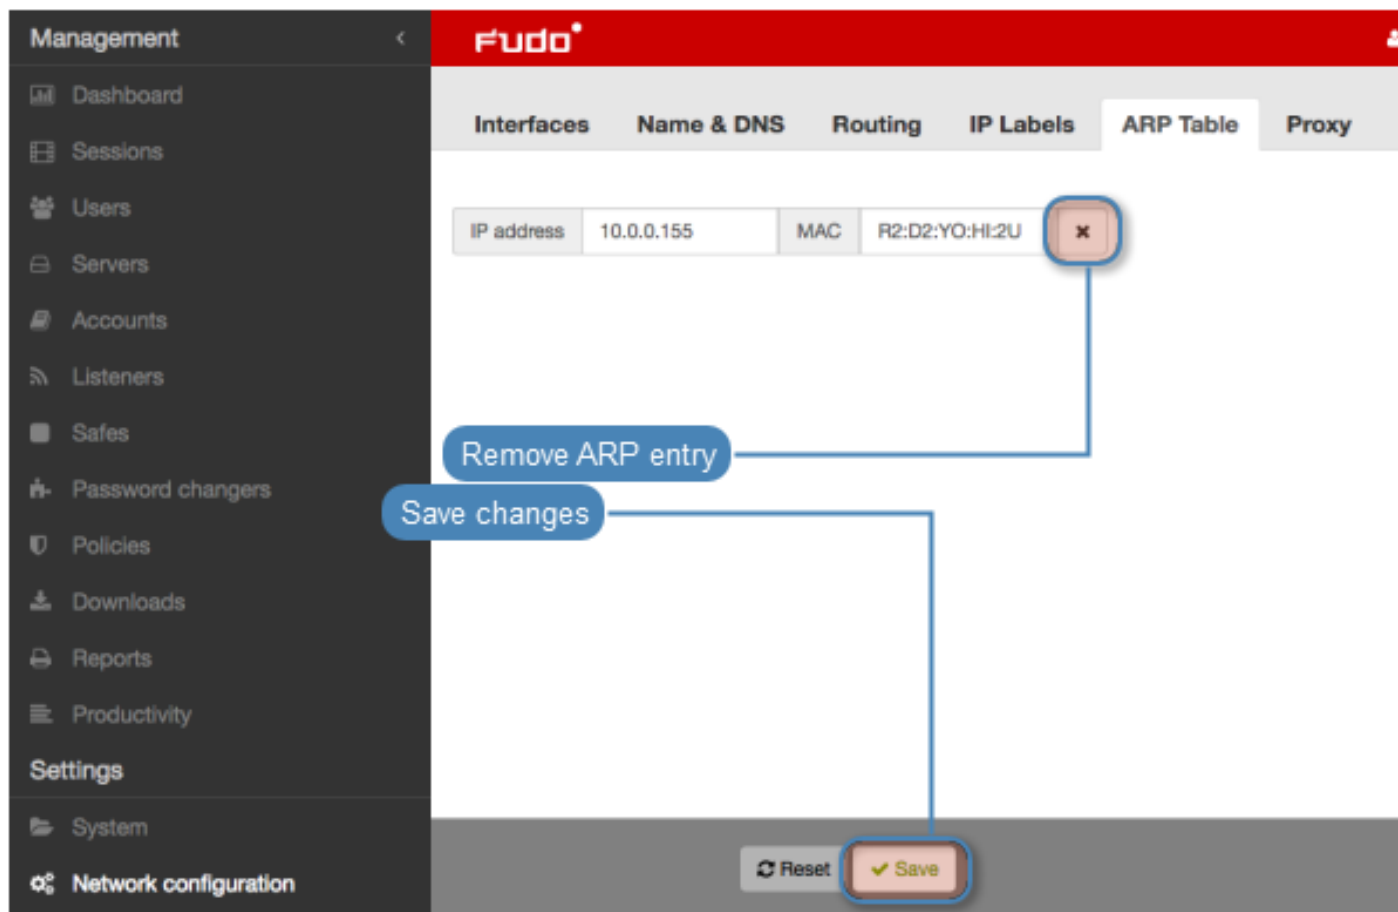 Management
Dashboard
Sessions
Users
Servers
Accounts
Listeners
Safes
Password changers
Policies
Downloads
Reports
Productivity
Settings
System
Network configuration
Fudo
Interfaces Name & DNS Routing IP Labels ARP Table Proxy
IP address 10.0.0.155 MAC R2:D2:YO:HI:2U
Remove ARP entry
Save changes
Reset Save